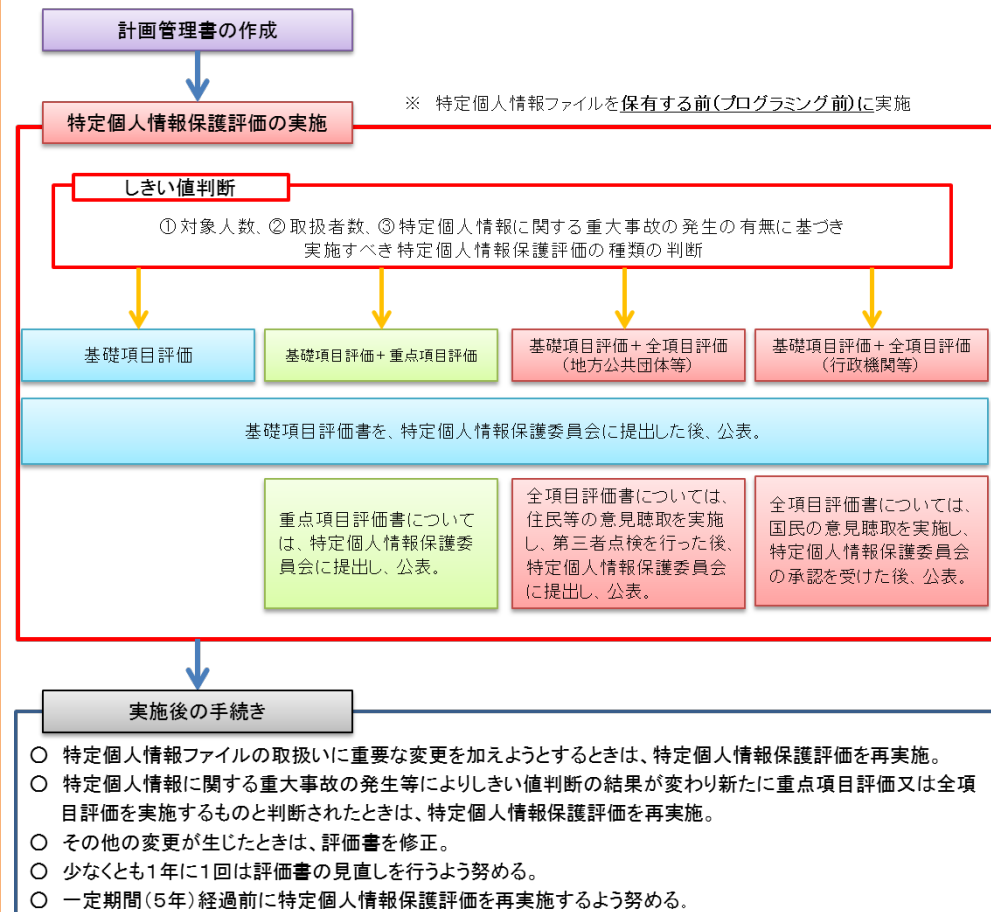 計画管理書の作成
※ 特定個人情報ファイルを保有する前(プログラミング前)に実施
特定個人情報保護評価の実施
しきい値判断
①対象人数、②取扱者数、③特定個人情報に関する重大事故の発生の有無に基づき
実施すべき特定個人情報保護評価の種類の判断
基礎項目評価
基礎項目評価+重点項目評価
基礎項目評価+全項目評価
(地方公共団体等)
基礎項目評価+全項目評価
(行政機関等)
基礎項目評価書を、特定個人情報保護委員会に提出した後、公表。
重点項目評価書について
は、特定個人情報保護委
員会に提出し、公表。
全項目評価書については、
住民等の意見聴取を実施
し、第三者点検を行った後、
特定個人情報保護委員会
に提出し、公表。
全項目評価書については、
国民の意見聴取を実施し、
特定個人情報保護委員会
の承認を受けた後、公表。
実施後の手続き
○ 特定個人情報ファイルの取扱いに重要な変更を加えようとするときは、特定個人情報保護評価を再実施。
○ 特定個人情報に関する重大事故の発生等によりしきい値判断の結果が変わり新たに重点項目評価又は全項
目評価を実施するものと判断されたときは、特定個人情報保護評価を再実施。
○ その他の変更が生じたときは、評価書を修正。
○ 少なくとも1年に1回は評価書の見直しを行うよう努める。
○ 一定期間(5年)経過前に特定個人情報保護評価を再実施するよう努める。